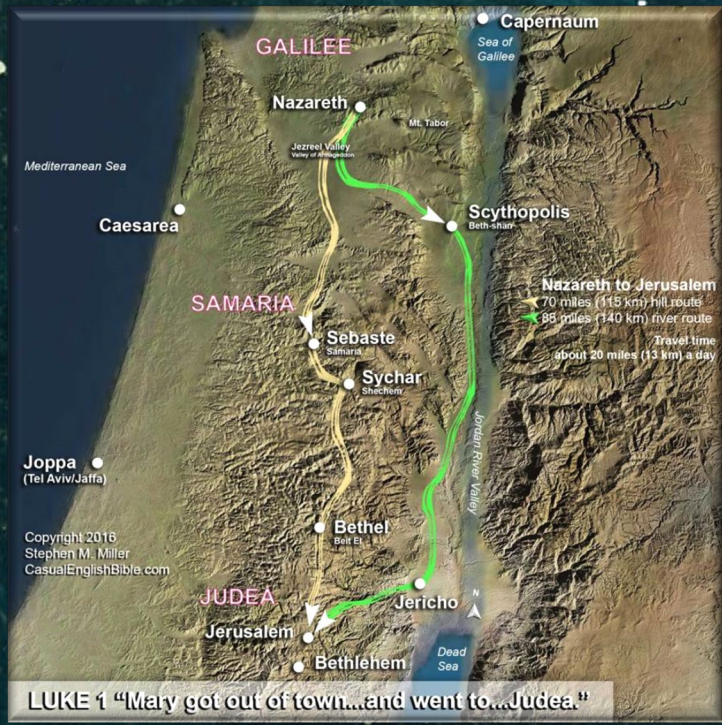 Capernaum
Sea of
Galilee
GALILEE
Nazareth
Mt. Tabor
Jezreel Valley
Valley of Armageddon
Mediterranean Sea
Caesarea
Scythopolis
Beth-shan
Nazareth to Jerusalem
70 miles (115 km) hill route
85 miles (140 km) river route
Travel time
about 20 miles (13 km) a day
SAMARIA
Sebaste
Samaria
Sychar
Shechem
Jordan River Valley
Joppa
(Tel Aviv/Jaffa)
Bethel
Beit El
Copyright 2016
Stephen M. Miller
CasualEnglishBible.com
JUDEA
Jericho
N
Jerusalem
Dead
Sea
Bethlehem
LUKE 1 “Mary got out of town...and went to...Judea.”